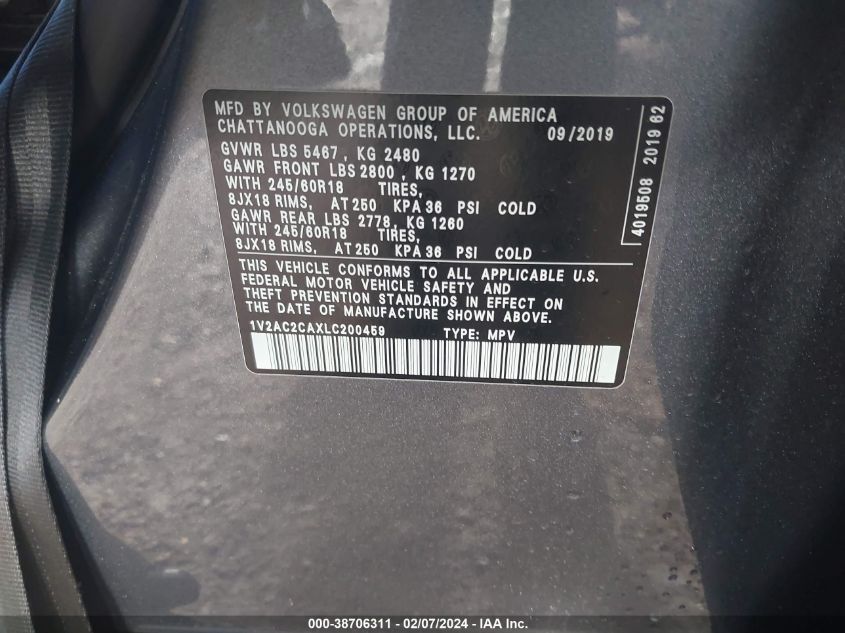 MFD BY VOLKSWAGEN GROUP OF AMERICA
CHATTANOOGA OPERATIONS, LLC. 09/2019
GVWR LBS 5467, KG 2480
GAWR FRONT LBS 2800, KG 1270
WITH 245/60R18 TIRES,
8JX18 RIMS, AT 250 KPA 36 PSI COLD
GAWR REAR LBS 2778, KG 1260
WITH 245/60R18 TIRES,
8JX18 RIMS, AT 250 KPA 36 PSI COLD
THIS VEHICLE CONFORMS TO ALL APPLICABLE U.S.
FEDERAL MOTOR VEHICLE SAFETY AND
THEFT PREVENTION STANDARDS IN EFFECT ON
THE DATE OF MANUFACTURE SHOWN ABOVE.
1V2AC2CAXLC200459 TYPE: MPV
4019508 2019 62
000-38706311 - 02/07/2024 - IAA Inc.